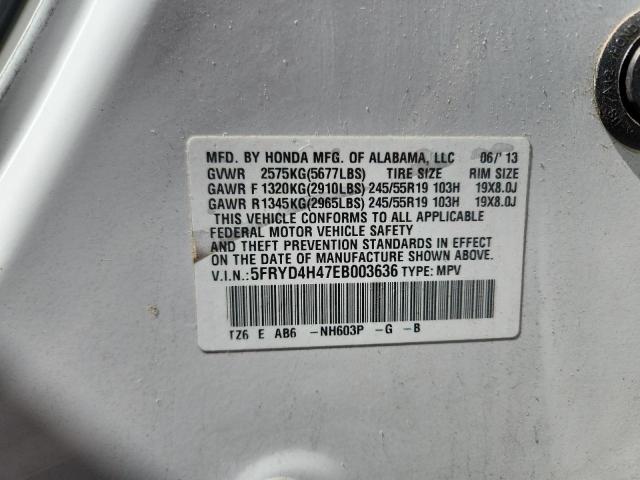 MFD. BY HONDA MFG. OF ALABAMA, LLC 06/'13
GVWR 2575KG(5677LBS) TIRE SIZE RIM SIZE
GAWR F 1320KG(2910LBS) 245/55R19 103H 19X8.0J
GAWR R 1345KG(2965LBS) 245/55R19 103H 19X8.0J
THIS VEHICLE CONFORMS TO ALL APPLICABLE
FEDERAL MOTOR VEHICLE SAFETY
AND THEFT PREVENTION STANDARDS IN EFFECT
ON THE DATE OF MANUFACTURE SHOWN ABOVE.
V.I.N.: 5FRYD4H47EB003636 TYPE: MPV
TZ6 E AB6 -NH603P -G -B